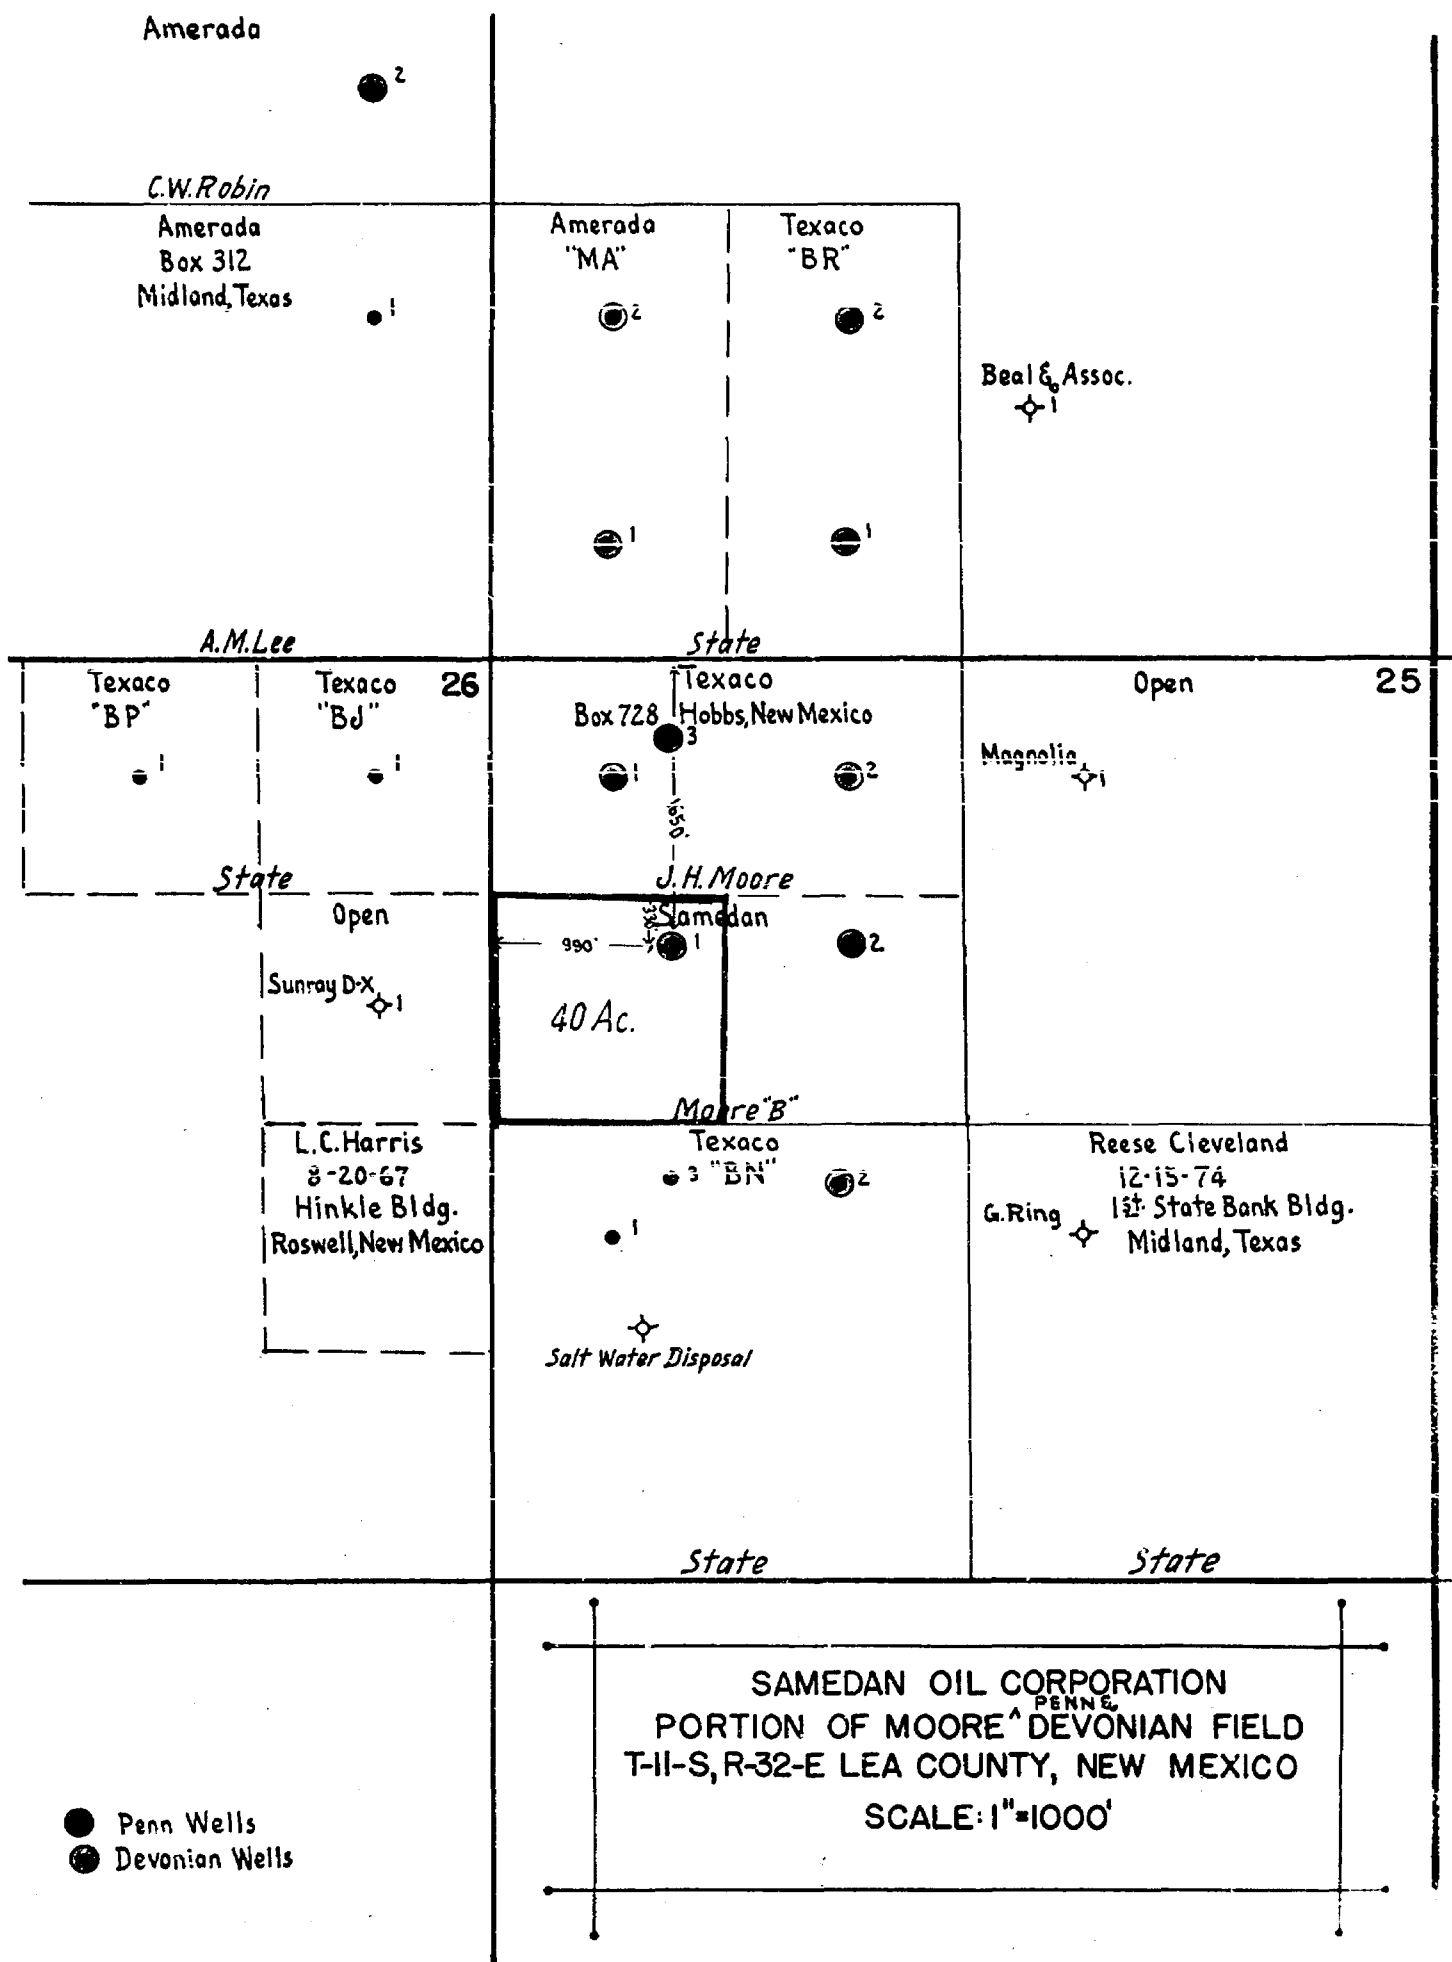 Amerada
2
C.W. Robin
Amerada
Box 312
Midland, Texas
1
Amerada
"MA"
2
1
Texaco
"BR"
2
1
Beal & Assoc.
1
A.M. Lee
State
Texaco
"BP"
1
Texaco
"BJ"
1
26
Texaco
Box 728 Hobbs, New Mexico
3
1
2
1650'
Open
25
Magnolia
1
State
J.H. Moore
Open
Sunray D-X
1
Samedan
330'
990'
1
2
40 Ac.
Moore "B"
L.C. Harris
8-20-67
Hinkle Bldg.
Roswell, New Mexico
Texaco
"BN"
3
2
1
Salt Water Disposal
Reese Cleveland
12-15-74
1st State Bank Bldg.
Midland, Texas
G. Ring
State
State
SAMEDAN OIL CORPORATION
PENN &
PORTION OF MOORE ^ DEVONIAN FIELD
T-11-S, R-32-E LEA COUNTY, NEW MEXICO
SCALE: 1"=1000'
Penn Wells
Devonian Wells